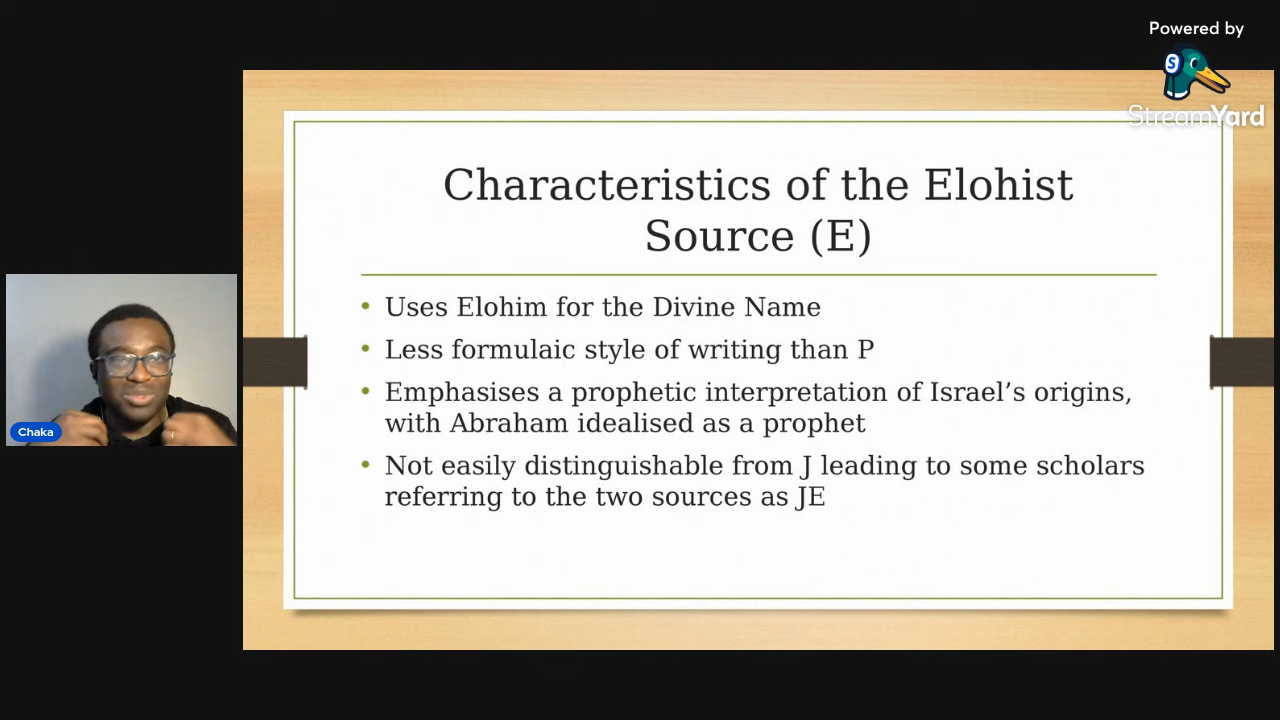 Powered by
S
StreamYard
Characteristics of the Elohist
Source (E)
• Uses Elohim for the Divine Name
• Less formulaic style of writing than P
• Emphasises a prophetic interpretation of Israel’s origins,
with Abraham idealised as a prophet
• Not easily distinguishable from J leading to some scholars
referring to the two sources as JE
Chaka